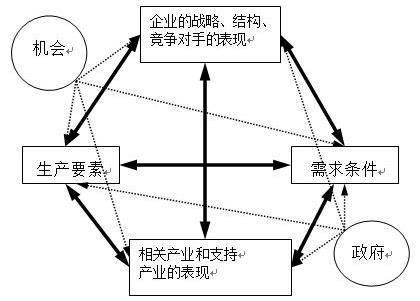 企业的战略、结构、
竞争对手的表现
机会
生产要素
需求条件
相关产业和支持
产业的表现
政府